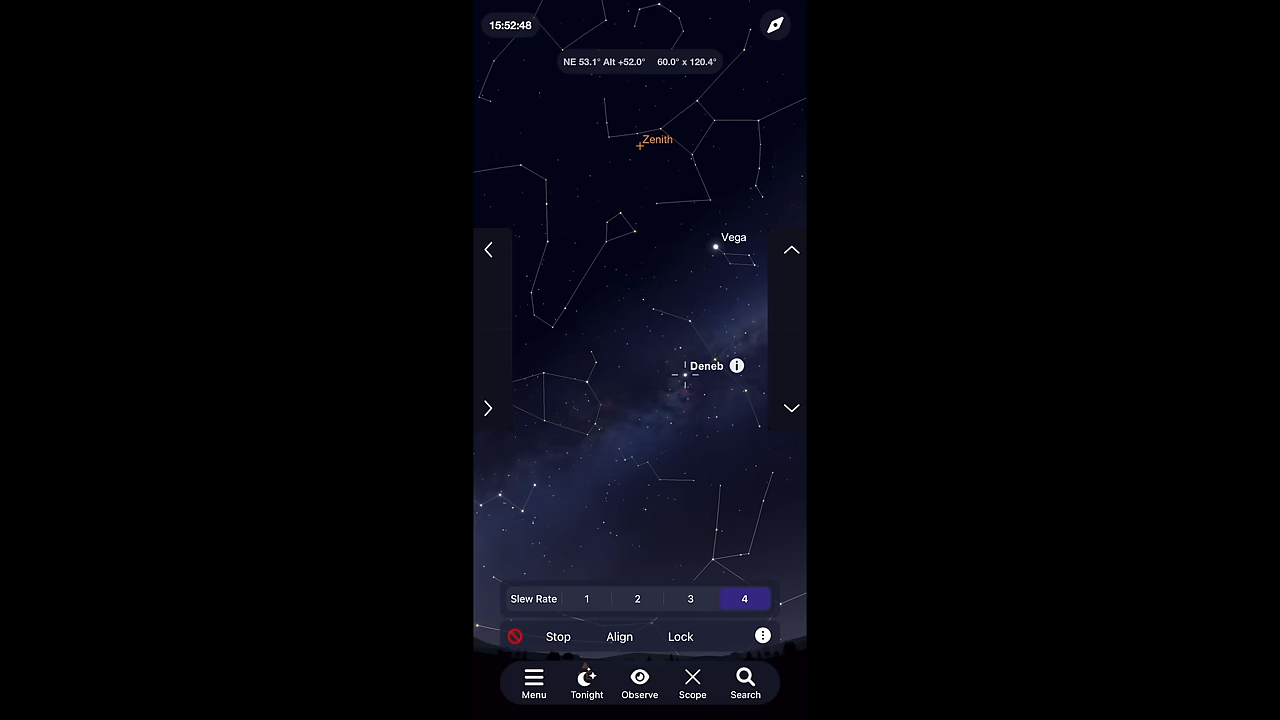 15:52:48
NE 53.1° Alt +52.0° 60.0° x 120.4°
Zenith
Vega
Deneb
Slew Rate 1 2 3 4
Stop Align Lock
Menu Tonight Observe Scope Search